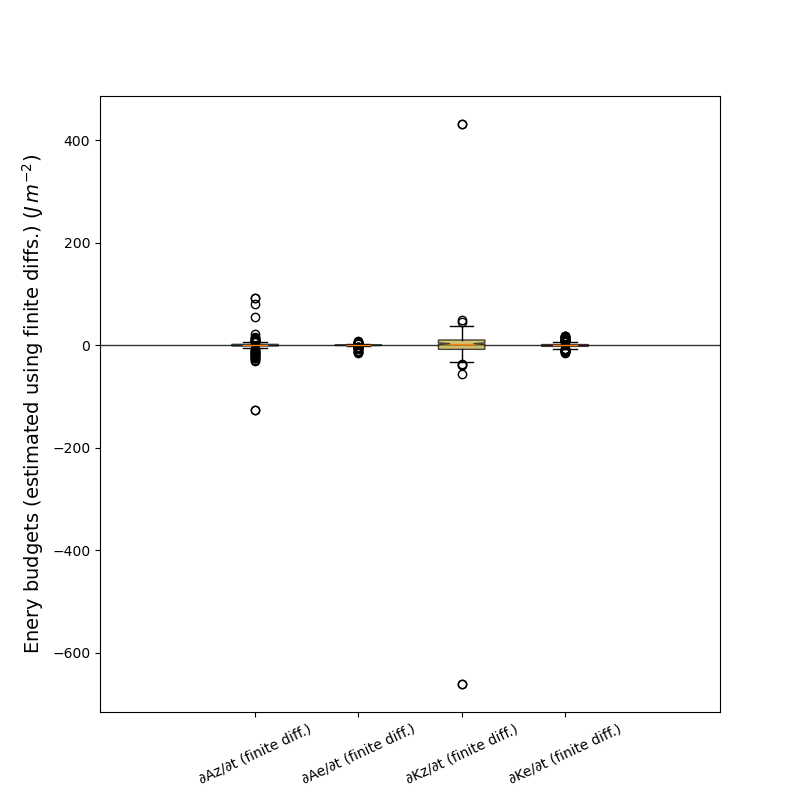 Enery budgets (estimated using finite diffs.) (J m⁻²)
400
200
0
−200
−400
−600
∂Az/∂t (finite diff.)
∂Ae/∂t (finite diff.)
∂Kz/∂t (finite diff.)
∂Ke/∂t (finite diff.)